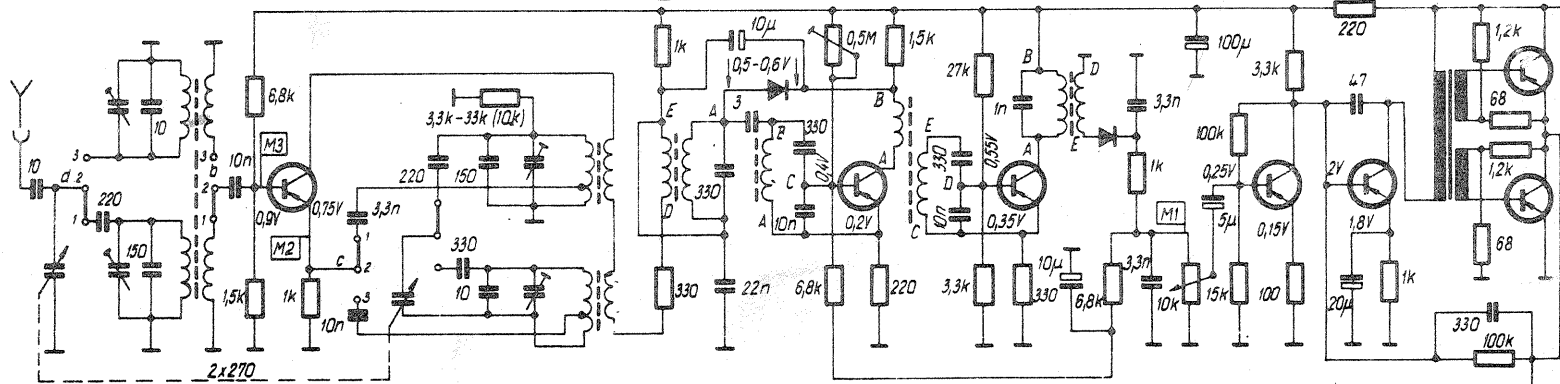 10
d
3
2
1
220
150
10
3
b
2
1
10n
6,8k
M3
0,9V
0,75V
M2
1,5k
1k
2x270
3,3n
c
1
2
3
10n
3,3k-33k (10k)
220
150
330
10
1k
10µ
0,5-0,6V
E
D
A
3
330
330
22n
B
A
330
0,4V
C
10n
0,5M
6,8k
1,5k
B
A
0,2V
220
E
C
330
D
10n
0,55V
27k
3,3k
0,35V
330
B
1n
A
D
E
3,3n
1k
10µ
6,8k
M1
3,3n
10k
100µ
100k
0,25V
5µ
15k
3,3k
0,15V
100
220
47
2V
1,8V
20µ
1k
1,2k
68
1,2k
68
330
100k